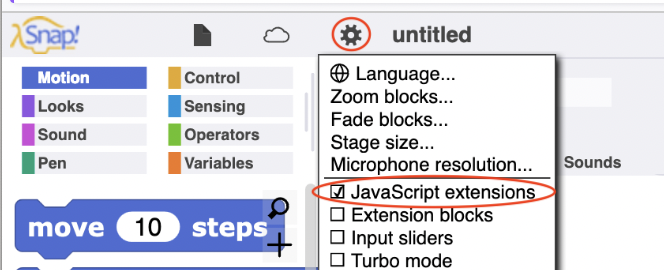 λSnap!
untitled
Motion
Control
Looks
Sensing
Sound
Operators
Pen
Variables
move 10 steps
Language...
Zoom blocks...
Fade blocks...
Stage size...
Microphone resolution...
JavaScript extensions
Extension blocks
Input sliders
Turbo mode
Sounds